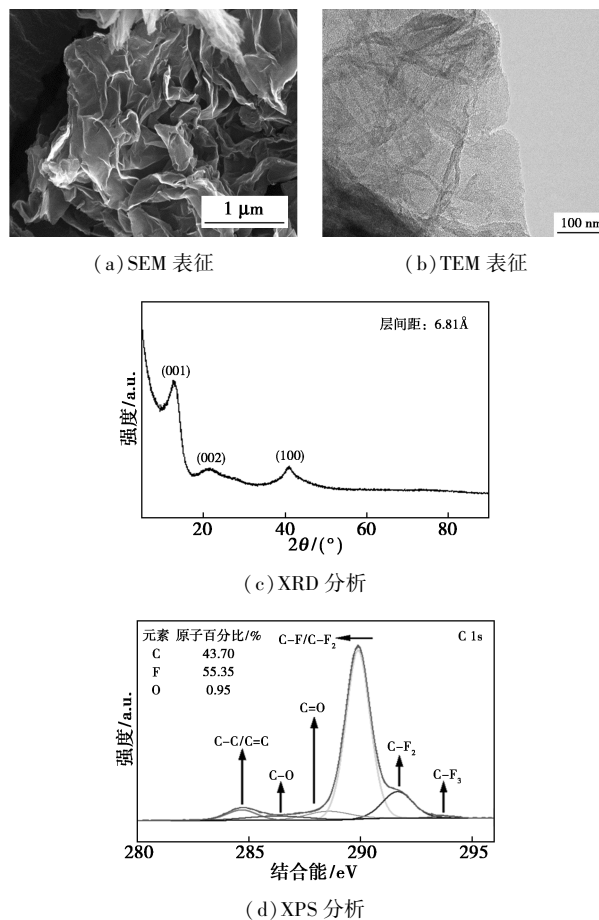 1 μm
100 nm
(a)SEM 表征
(b)TEM 表征
层间距：6.81Å
(001)
(002)
(100)
强度/a.u.
20
40
60
80
2θ/(°)
(c)XRD 分析
元素 原子百分比/%
C 43.70
F 55.35
O 0.95
C-F/C-F₂
C 1s
C=O
C-C/C=C
C-O
C-F₂
C-F₃
强度/a.u.
280
285
290
295
结合能/eV
(d)XPS 分析